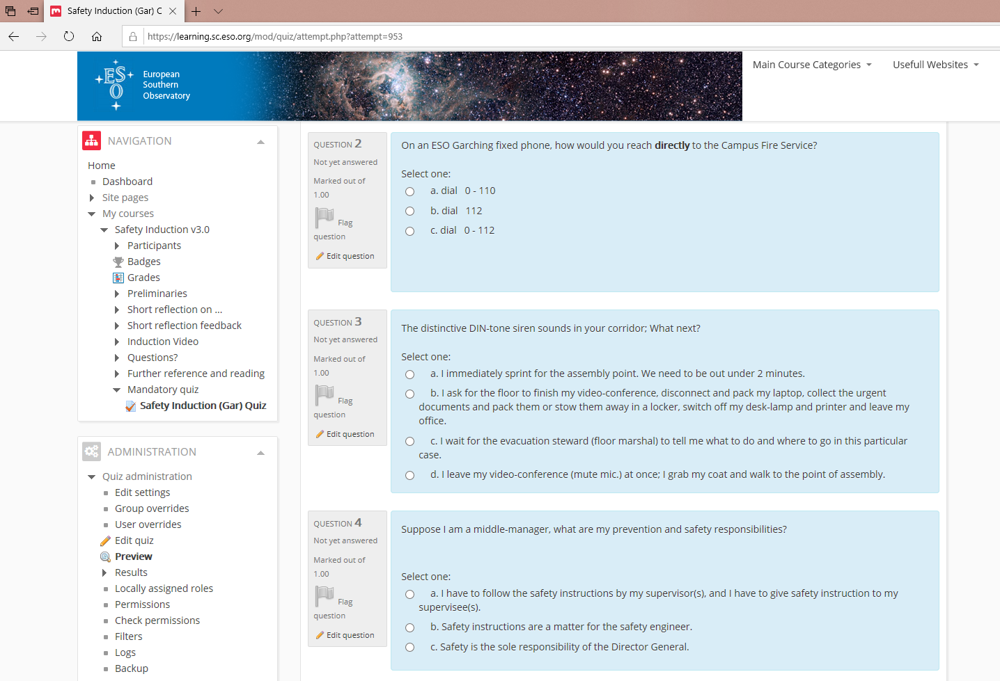 Safety Induction (Gar) C
https://learning.sc.eso.org/mod/quiz/attempt.php?attempt=953
ESO
European
Southern
Observatory
Main Course Categories
Usefull Websites
NAVIGATION
Home
Dashboard
Site pages
My courses
Safety Induction v3.0
Participants
Badges
Grades
Preliminaries
Short reflection on ...
Short reflection feedback
Induction Video
Questions?
Further reference and reading
Mandatory quiz
Safety Induction (Gar) Quiz
ADMINISTRATION
Quiz administration
Edit settings
Group overrides
User overrides
Edit quiz
Preview
Results
Locally assigned roles
Permissions
Check permissions
Filters
Logs
Backup
QUESTION 2
Not yet answered
Marked out of
1.00
Flag
question
Edit question
On an ESO Garching fixed phone, how would you reach directly to the Campus Fire Service?
Select one:
a. dial 0 - 110
b. dial 112
c. dial 0 - 112
QUESTION 3
Not yet answered
Marked out of
1.00
Flag
question
Edit question
The distinctive DIN-tone siren sounds in your corridor; What next?
Select one:
a. I immediately sprint for the assembly point. We need to be out under 2 minutes.
b. I ask for the floor to finish my video-conference, disconnect and pack my laptop, collect the urgent
documents and pack them or stow them away in a locker, switch off my desk-lamp and printer and leave my
office.
c. I wait for the evacuation steward (floor marshal) to tell me what to do and where to go in this particular
case.
d. I leave my video-conference (mute mic.) at once; I grab my coat and walk to the point of assembly.
QUESTION 4
Not yet answered
Marked out of
1.00
Flag
question
Edit question
Suppose I am a middle-manager, what are my prevention and safety responsibilities?
Select one:
a. I have to follow the safety instructions by my supervisor(s), and I have to give safety instruction to my
supervisee(s).
b. Safety instructions are a matter for the safety engineer.
c. Safety is the sole responsibility of the Director General.